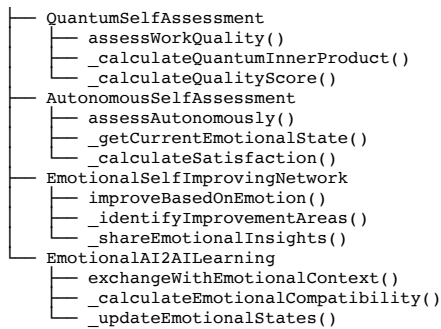 ├── QuantumSelfAssessment
│   ├── assessWorkQuality()
│   ├── _calculateQuantumInnerProduct()
│   └── _calculateQualityScore()
├── AutonomousSelfAssessment
│   ├── assessAutonomously()
│   ├── _getCurrentEmotionalState()
│   └── _calculateSatisfaction()
├── EmotionalSelfImprovingNetwork
│   ├── improveBasedOnEmotion()
│   ├── _identifyImprovementAreas()
│   └── _shareEmotionalInsights()
└── EmotionalAI2AILearning
    ├── exchangeWithEmotionalContext()
    ├── _calculateEmotionalCompatibility()
    └── _updateEmotionalStates()